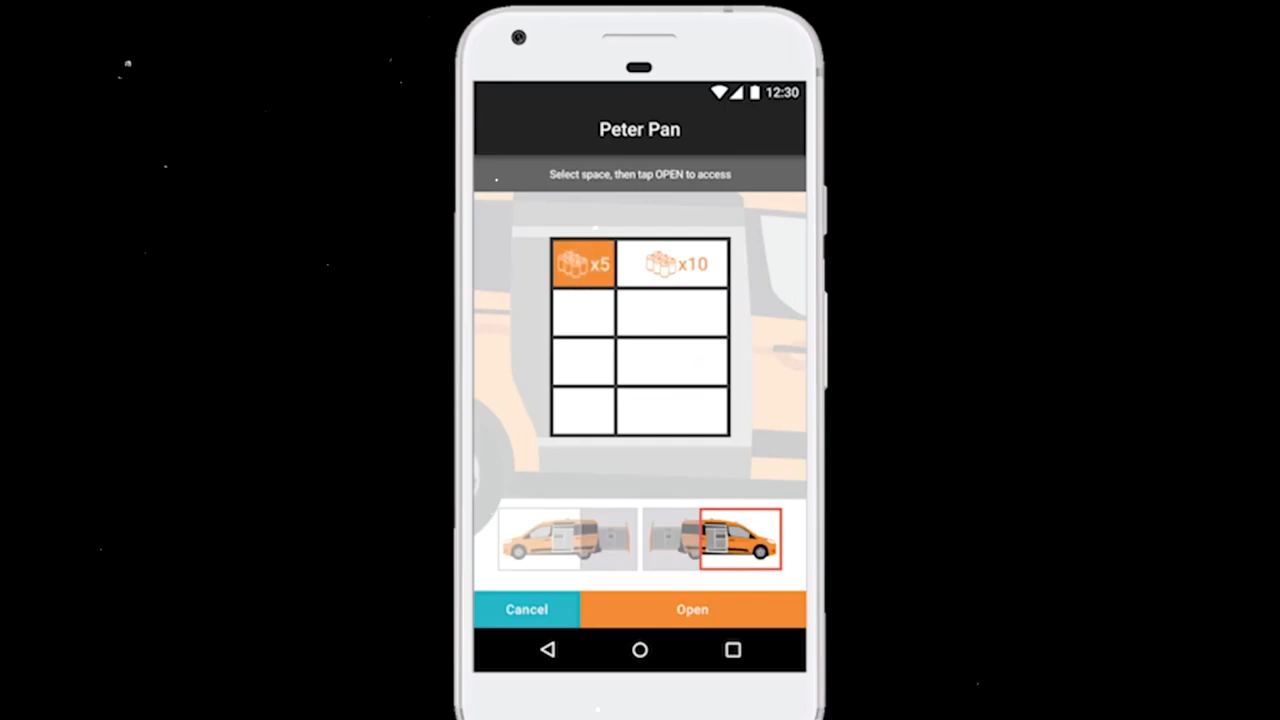 12:30
Peter Pan
Select space, then tap OPEN to access
x5 x10
Cancel Open